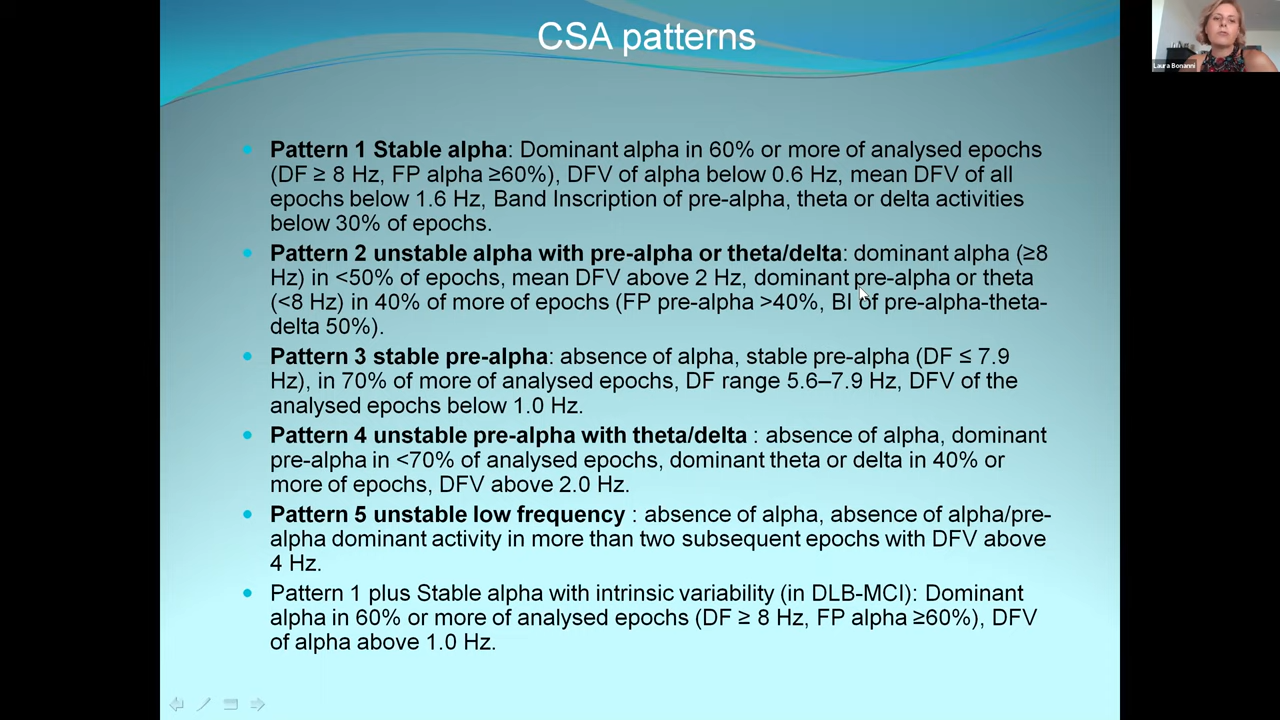 CSA patterns
Laura Bonanni
Pattern 1 Stable alpha: Dominant alpha in 60% or more of analysed epochs
(DF ≥ 8 Hz, FP alpha ≥60%), DFV of alpha below 0.6 Hz, mean DFV of all
epochs below 1.6 Hz, Band Inscription of pre-alpha, theta or delta activities
below 30% of epochs.
Pattern 2 unstable alpha with pre-alpha or theta/delta: dominant alpha (≥8
Hz) in <50% of epochs, mean DFV above 2 Hz, dominant pre-alpha or theta
(<8 Hz) in 40% of more of epochs (FP pre-alpha >40%, BI of pre-alpha-theta-
delta 50%).
Pattern 3 stable pre-alpha: absence of alpha, stable pre-alpha (DF ≤ 7.9
Hz), in 70% of more of analysed epochs, DF range 5.6–7.9 Hz, DFV of the
analysed epochs below 1.0 Hz.
Pattern 4 unstable pre-alpha with theta/delta : absence of alpha, dominant
pre-alpha in <70% of analysed epochs, dominant theta or delta in 40% or
more of epochs, DFV above 2.0 Hz.
Pattern 5 unstable low frequency : absence of alpha, absence of alpha/pre-
alpha dominant activity in more than two subsequent epochs with DFV above
4 Hz.
Pattern 1 plus Stable alpha with intrinsic variability (in DLB-MCI): Dominant
alpha in 60% or more of analysed epochs (DF ≥ 8 Hz, FP alpha ≥60%), DFV
of alpha above 1.0 Hz.